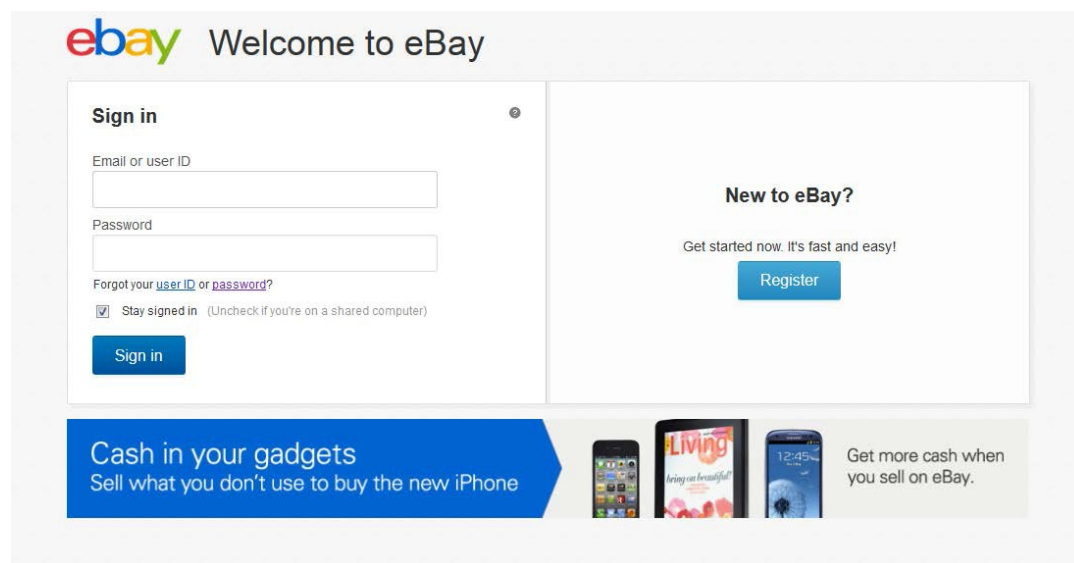 ebay Welcome to eBay
Sign in
Email or user ID
Password
Forgot your user ID or password?
Stay signed in (Uncheck if you're on a shared computer)
Sign in
New to eBay?
Get started now. It's fast and easy!
Register
Cash in your gadgets
Sell what you don't use to buy the new iPhone
Living
bring on beautiful!
12:45
Get more cash when
you sell on eBay.